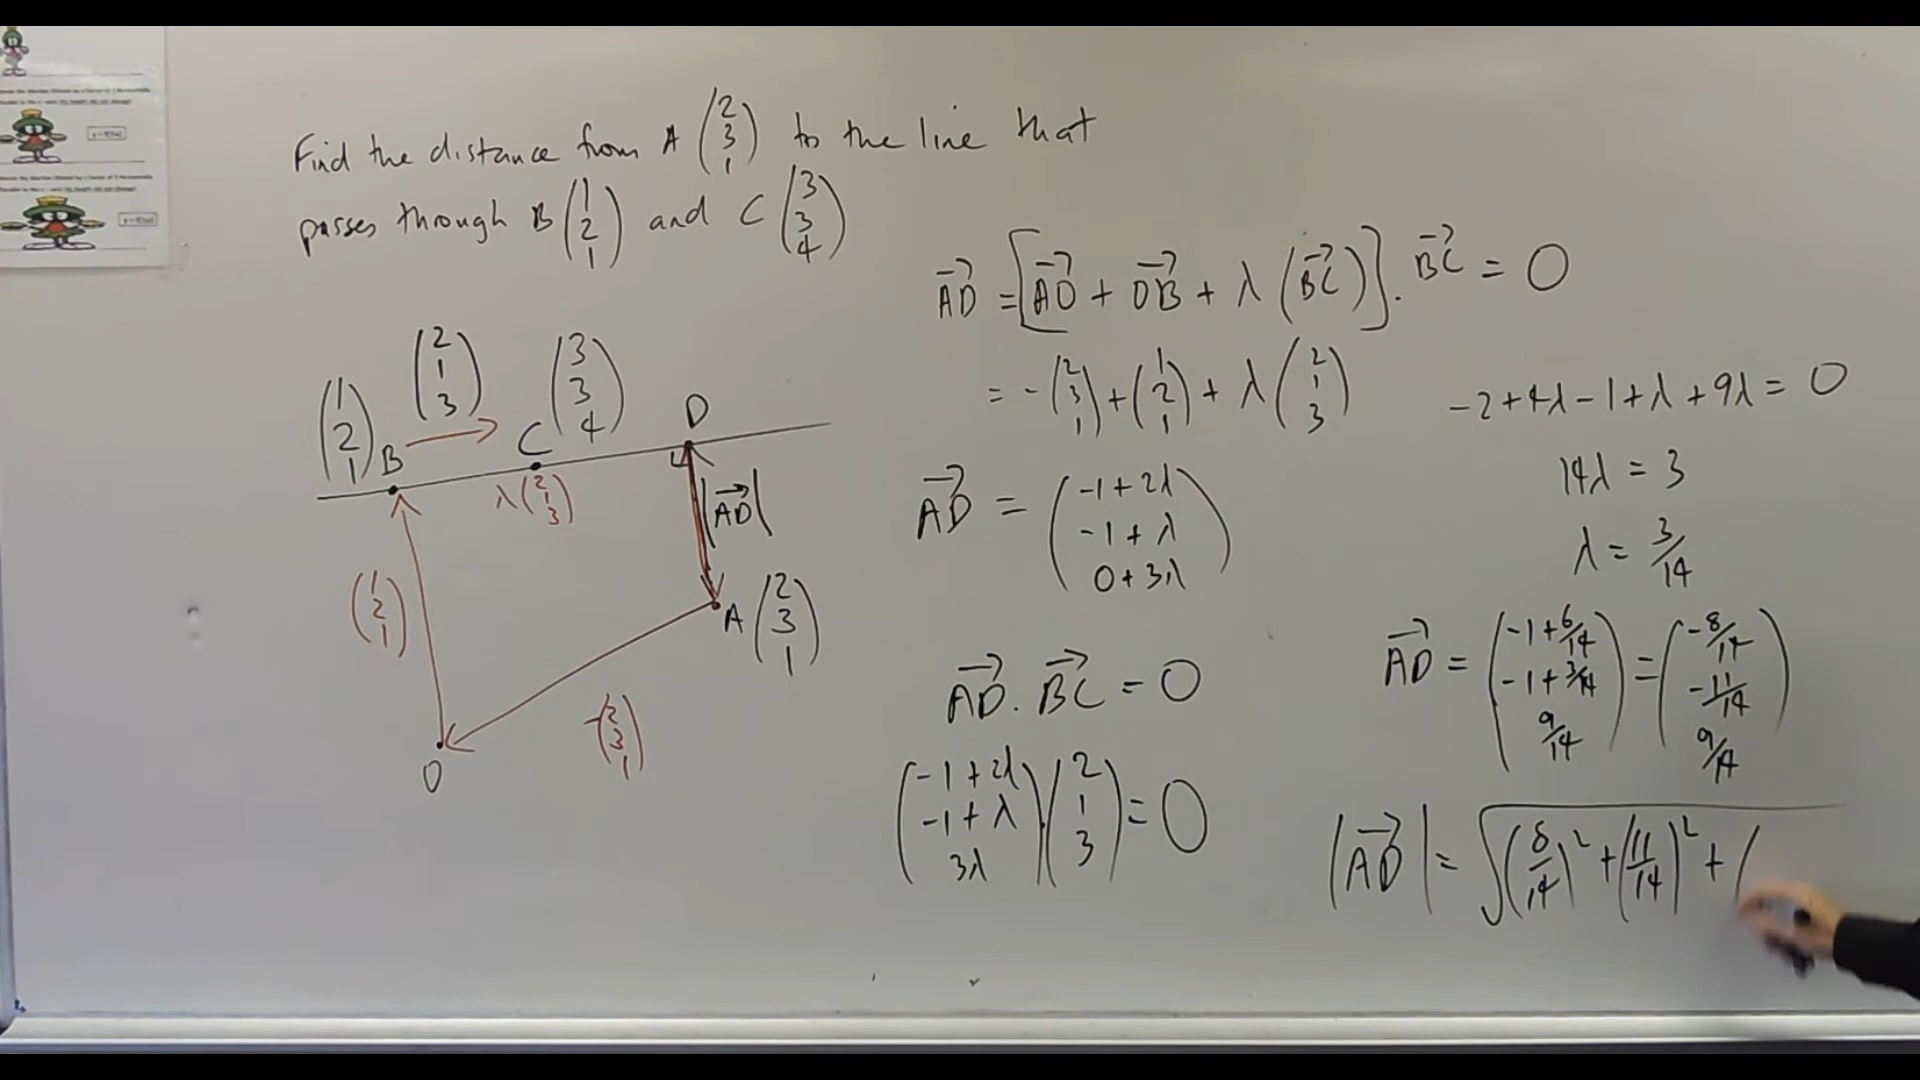 Find the distance from A (2 3 1) to the line that
passes through B (1 2 1) and C (3 3 4)
AD = [AO + OB + λ (BC)] . BC = 0
= -(2 3 1) + (1 2 1) + λ (2 1 3)
AD = (-1 + 2λ -1 + λ 0 + 3λ)
AD . BC = 0
(-1 + 2λ -1 + λ 3λ) . (2 1 3) = 0
-2 + 4λ - 1 + λ + 9λ = 0
14λ = 3
λ = 3/14
AD = (-1 + 6/14 -1 + 3/14 9/14) = (-8/14 -11/14 9/14)
|AD| = √(8/14)² + (11/14)² + (
(1 2 1) B
(2 1 3)
C (3 3 4)
D
λ (2 1 3)
|AD|
A (2 3 1)
(1 2 1)
-(2 3 1)
O